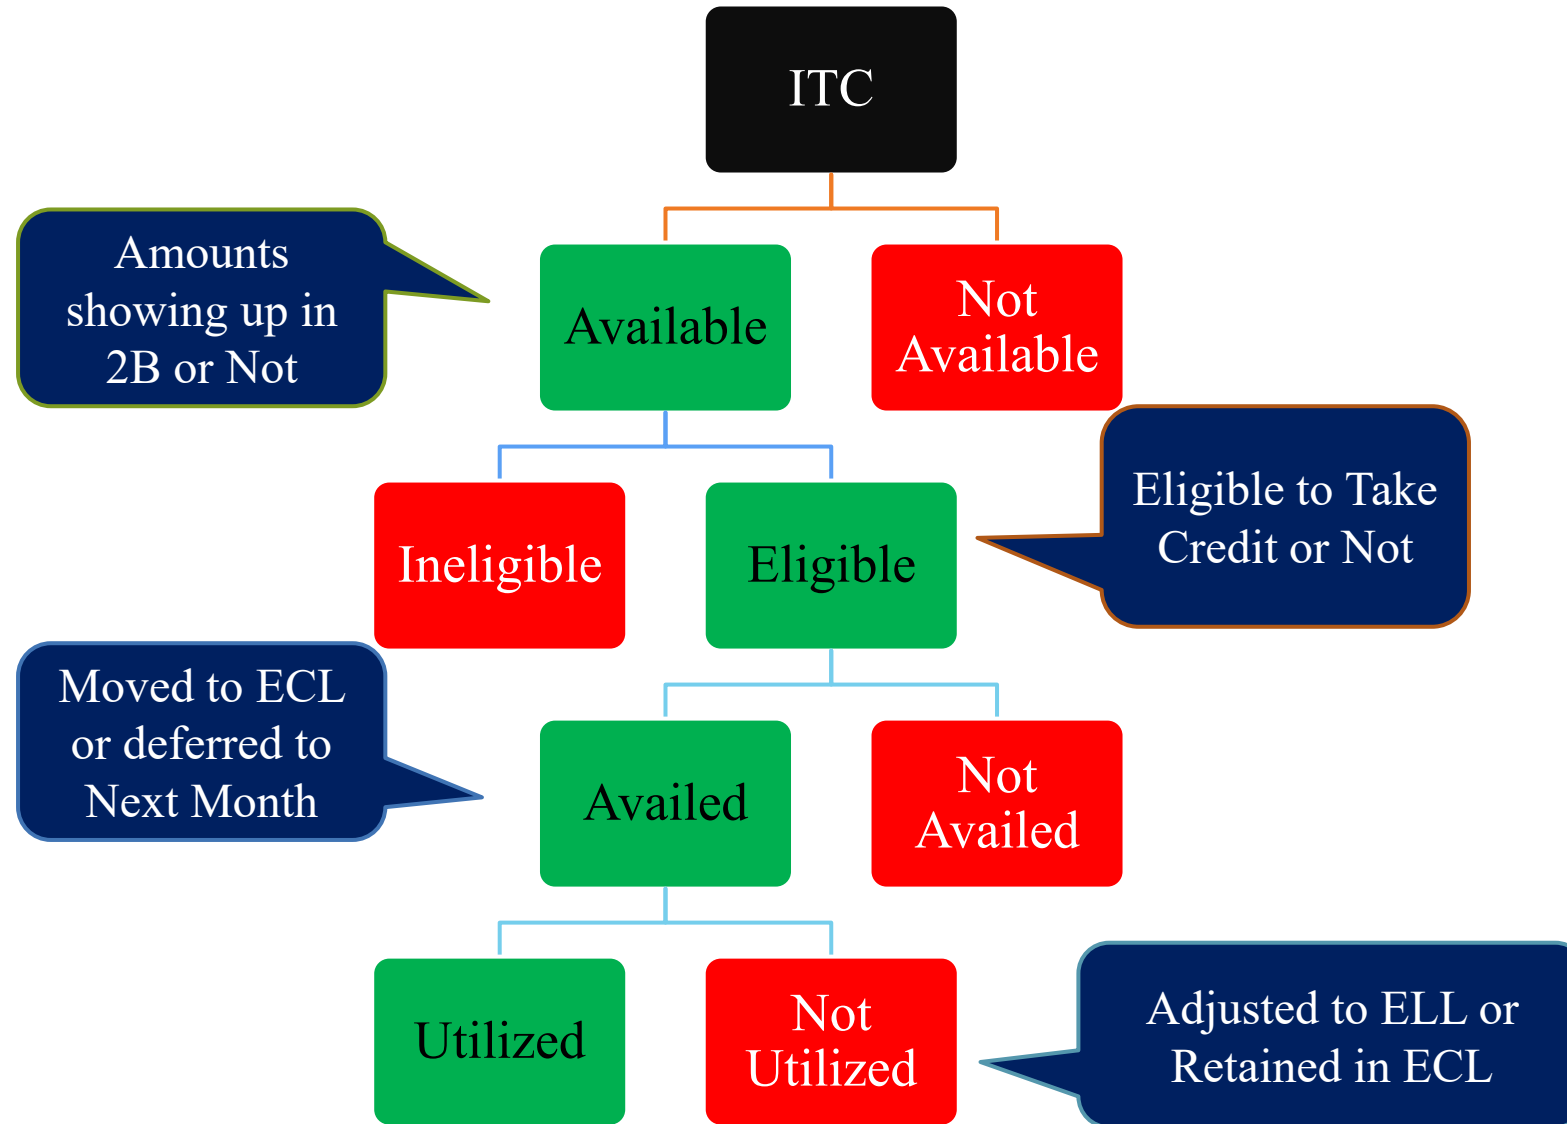 ITC
Amounts
showing up in
2B or Not
Available
Not
Available
Ineligible
Eligible
Eligible to Take
Credit or Not
Moved to ECL
or deferred to
Next Month
Availed
Not
Availed
Utilized
Not
Utilized
Adjusted to ELL or
Retained in ECL